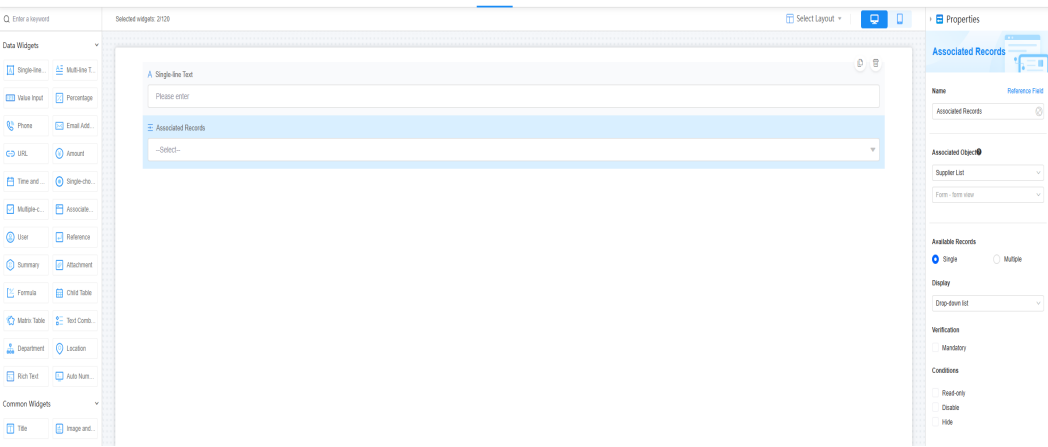 Enter a keyword
Selected widgets: 2/120
Select Layout
Properties
Data Widgets
Single-line...
Multi-line T...
Value Input
Percentage
Phone
Email Add...
URL
Amount
Time and ...
Single-cho...
Multiple-c...
Associate...
User
Reference
Summary
Attachment
Formula
Child Table
Matrix Table
Text Comb...
Department
Location
Rich Text
Auto Num...
Common Widgets
Title
Image and...
Single-line Text
Please enter
Associated Records
--Select--
Associated Records
Name
Reference Field
Associated Records
Associated Object
Supplier List
Form - form view
Available Records
Single
Multiple
Display
Drop-down list
Verification
Mandatory
Conditions
Read-only
Disable
Hide